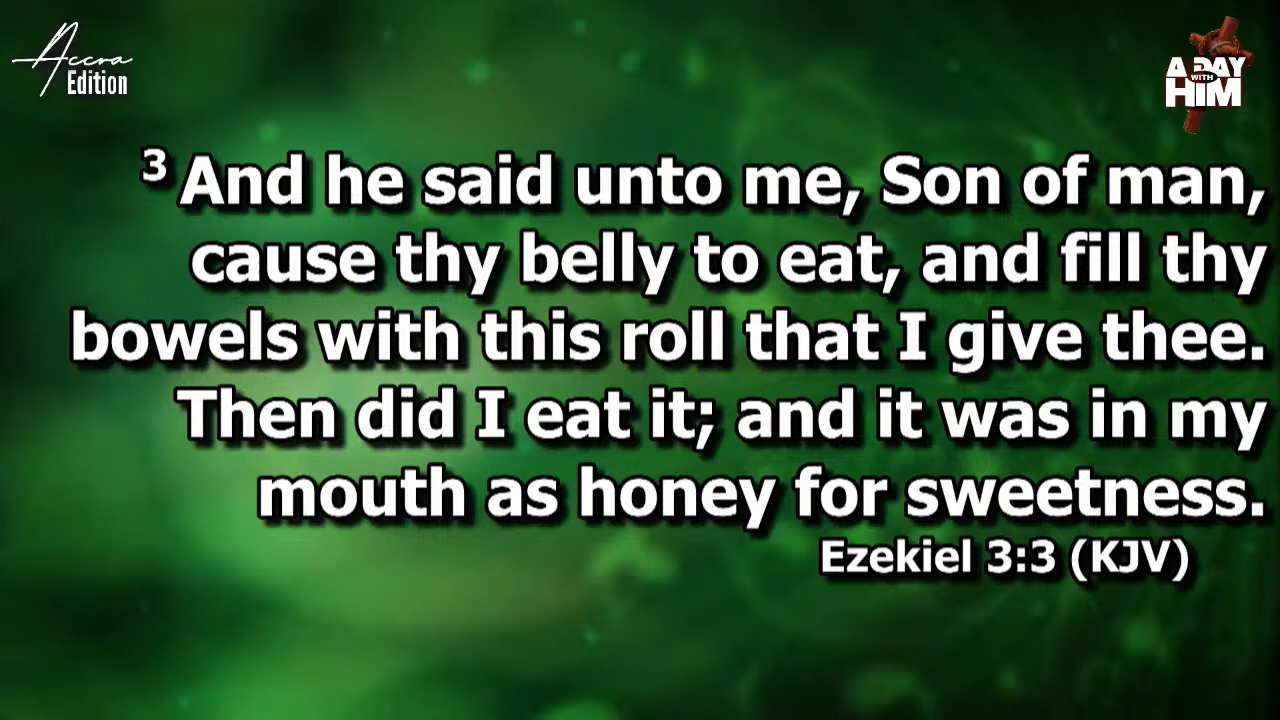 Accra
Edition
A DAY
WITH
HIM
3 And he said unto me, Son of man,
cause thy belly to eat, and fill thy
bowels with this roll that I give thee.
Then did I eat it; and it was in my
mouth as honey for sweetness.
Ezekiel 3:3 (KJV)